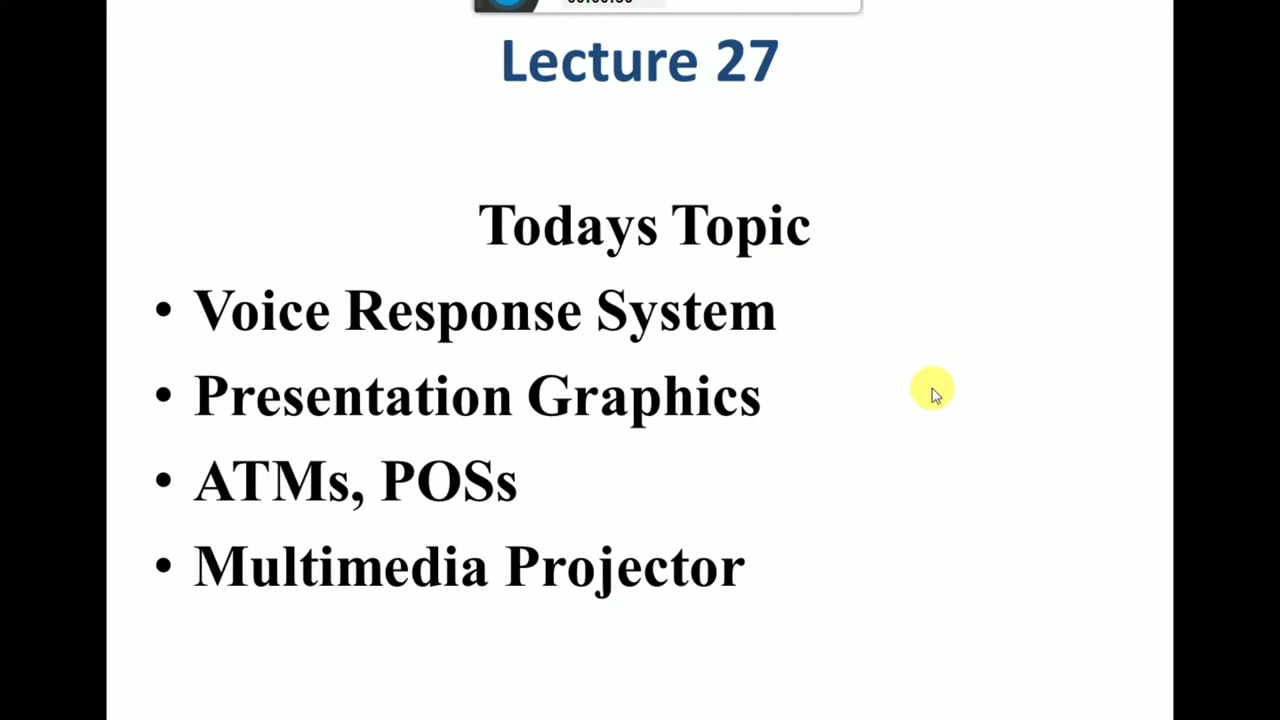 Lecture 27
Todays Topic
• Voice Response System
• Presentation Graphics
• ATMs, POSs
• Multimedia Projector